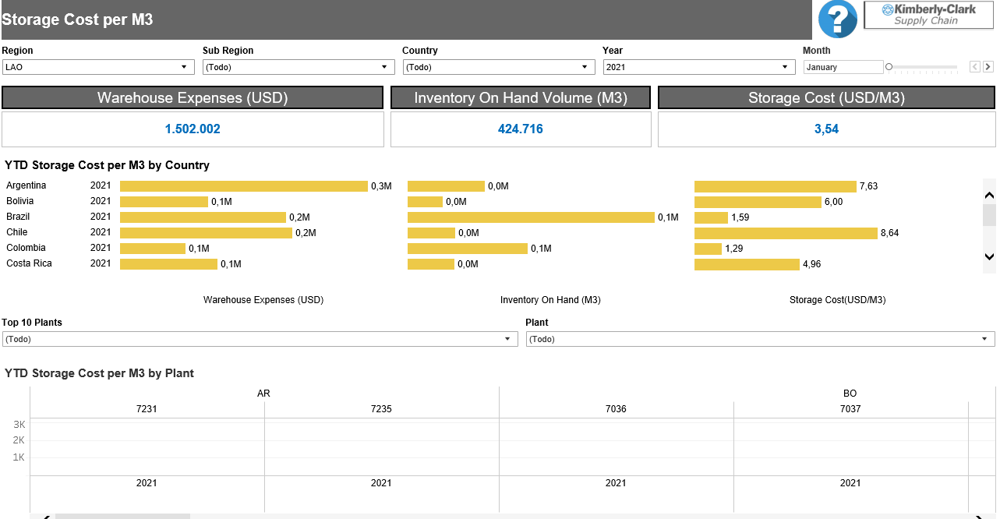 Storage Cost per M3
?
Kimberly-Clark
Supply Chain
Region Sub Region Country Year Month
LAO (Todo) (Todo) 2021 January
Warehouse Expenses (USD) Inventory On Hand Volume (M3) Storage Cost (USD/M3)
1.502.002 424.716 3,54
YTD Storage Cost per M3 by Country
Argentina 2021 0,3M 0,0M 7,63
Bolivia 2021 0,1M 0,0M 6,00
Brazil 2021 0,2M 0,1M 1,59
Chile 2021 0,2M 0,0M 8,64
Colombia 2021 0,1M 0,1M 1,29
Costa Rica 2021 0,1M 0,0M 4,96
Warehouse Expenses (USD) Inventory On Hand (M3) Storage Cost(USD/M3)
Top 10 Plants Plant
(Todo) (Todo)
YTD Storage Cost per M3 by Plant
AR BO
7231 7235 7036 7037
3K
2K
1K
2021 2021 2021 2021